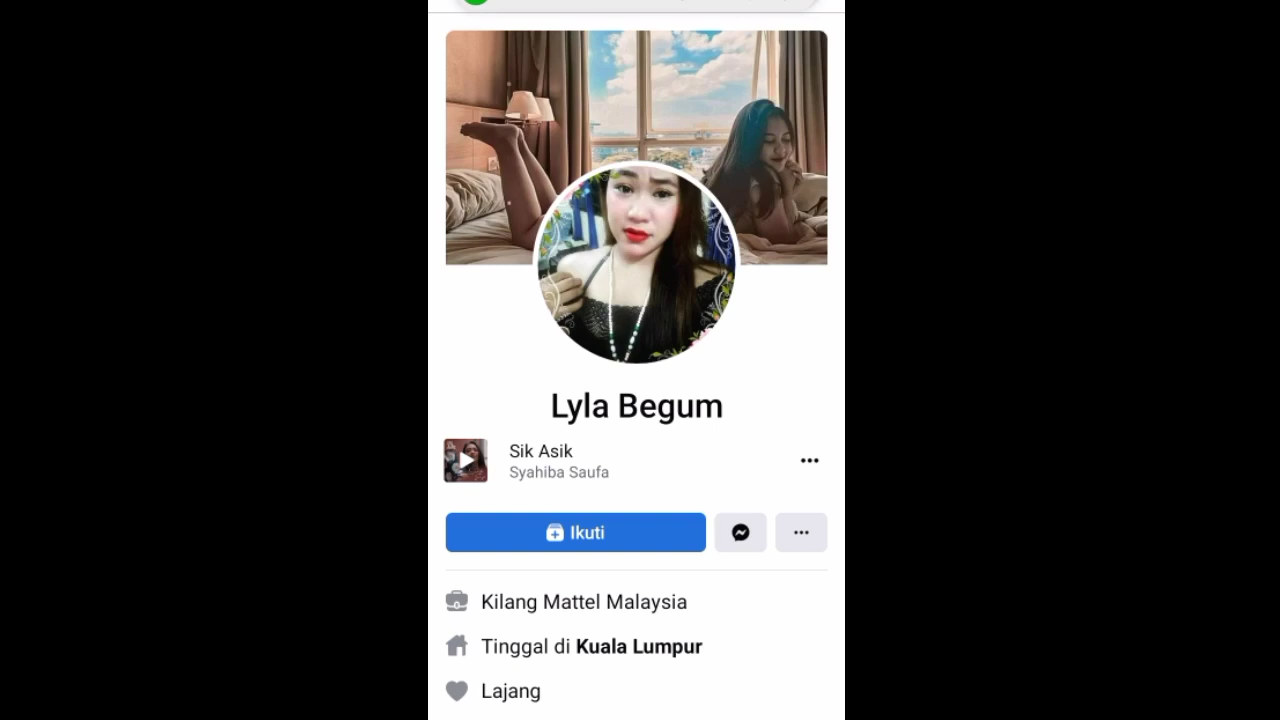 Lyla Begum
Sik Asik
Syahiba Saufa
Ikuti
Kilang Mattel Malaysia
Tinggal di Kuala Lumpur
Lajang